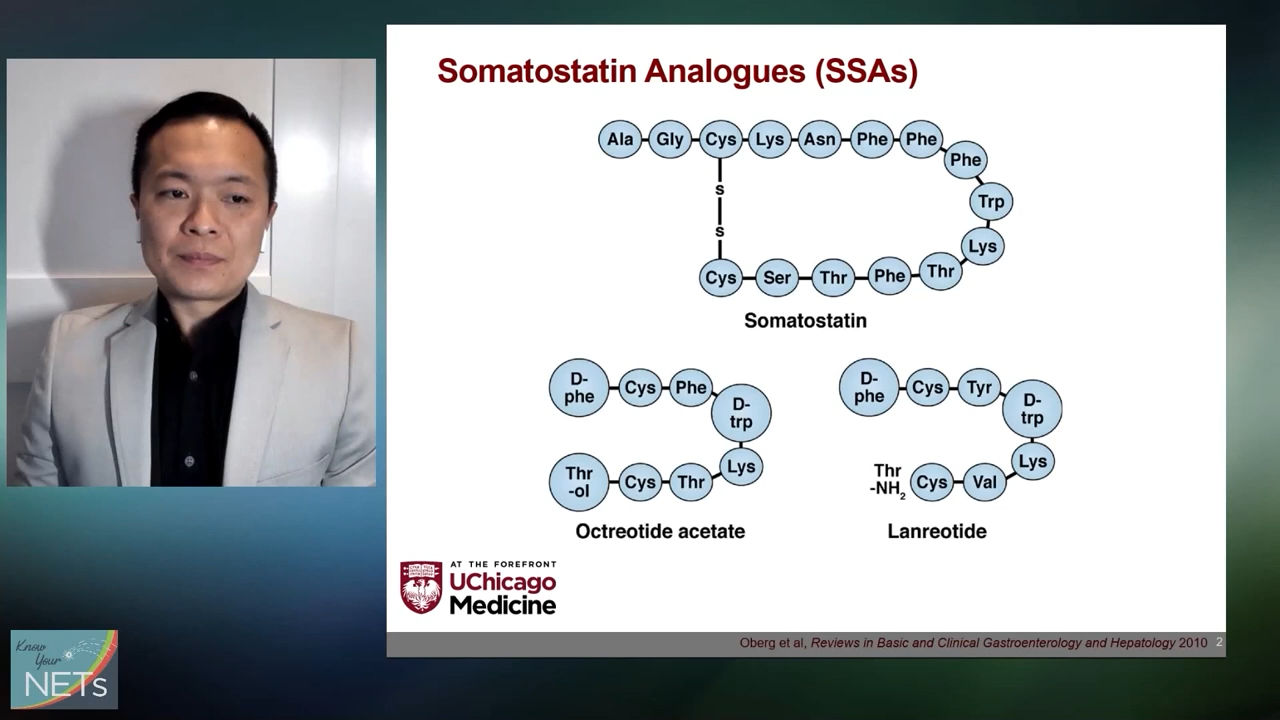 Somatostatin Analogues (SSAs)
Ala Gly Cys Lys Asn Phe Phe
Phe
Trp
Lys
s
s
Cys Ser Thr Phe Thr
Somatostatin
D-
phe
Cys Phe
D-
trp
Lys
Thr
-ol
Cys Thr
Octreotide acetate
D-
phe
Cys Tyr
D-
trp
Lys
Thr
-NH₂
Cys Val
Lanreotide
AT THE FOREFRONT
UChicago
Medicine
Oberg et al, Reviews in Basic and Clinical Gastroenterology and Hepatology 2010 2
Know
Your
NETs